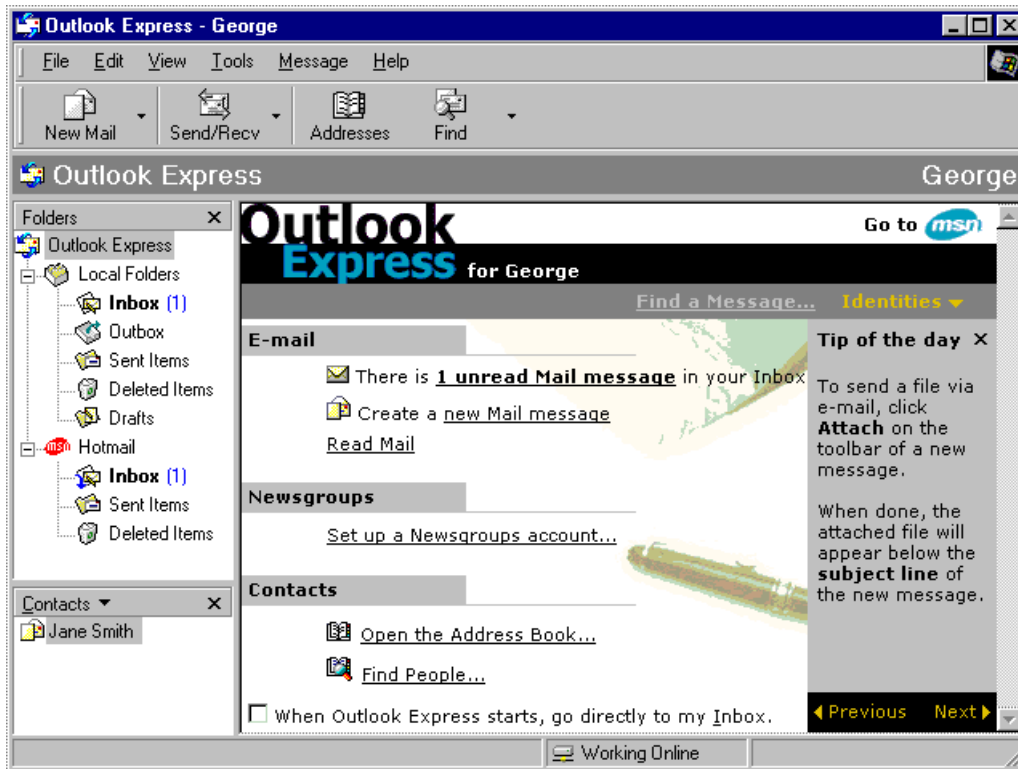 Outlook Express - George
File Edit View Tools Message Help
New Mail Send/Recv Addresses Find
Outlook Express George
Folders
Outlook Express
Local Folders
Inbox (1)
Outbox
Sent Items
Deleted Items
Drafts
Hotmail
Inbox (1)
Sent Items
Deleted Items
Contacts
Jane Smith
Outlook
Express for George
Go to msn
Find a Message... Identities
E-mail
There is 1 unread Mail message in your Inbox
Create a new Mail message
Read Mail
Newsgroups
Set up a Newsgroups account...
Contacts
Open the Address Book...
Find People...
When Outlook Express starts, go directly to my Inbox.
Tip of the day
To send a file via
e-mail, click
Attach on the
toolbar of a new
message.
When done, the
attached file will
appear below the
subject line of
the new message.
Previous Next
Working Online